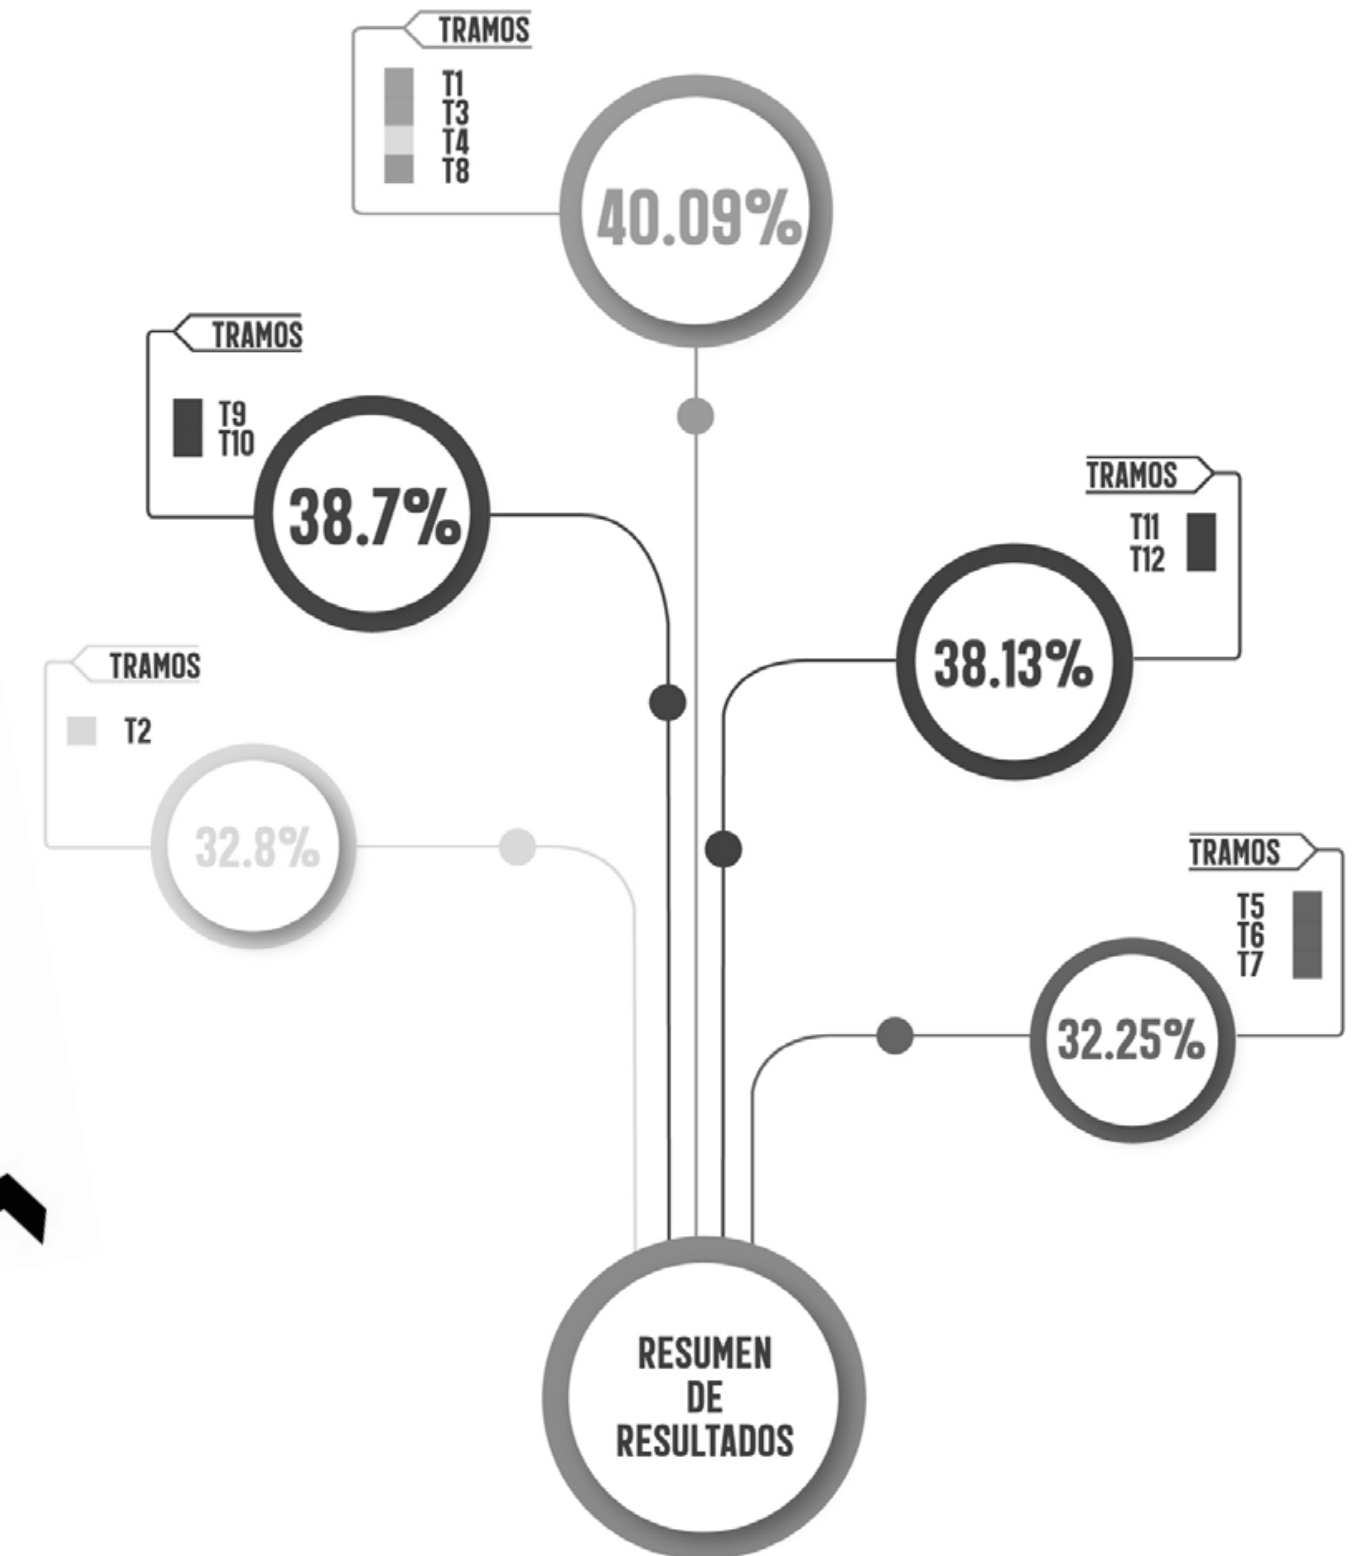 TRAMOS
T1
T3
T4
T8
40.09%
TRAMOS
T9
T10
38.7%
TRAMOS
T11
T12
38.13%
TRAMOS
T2
32.8%
TRAMOS
T5
T6
T7
32.25%
RESUMEN
DE
RESULTADOS